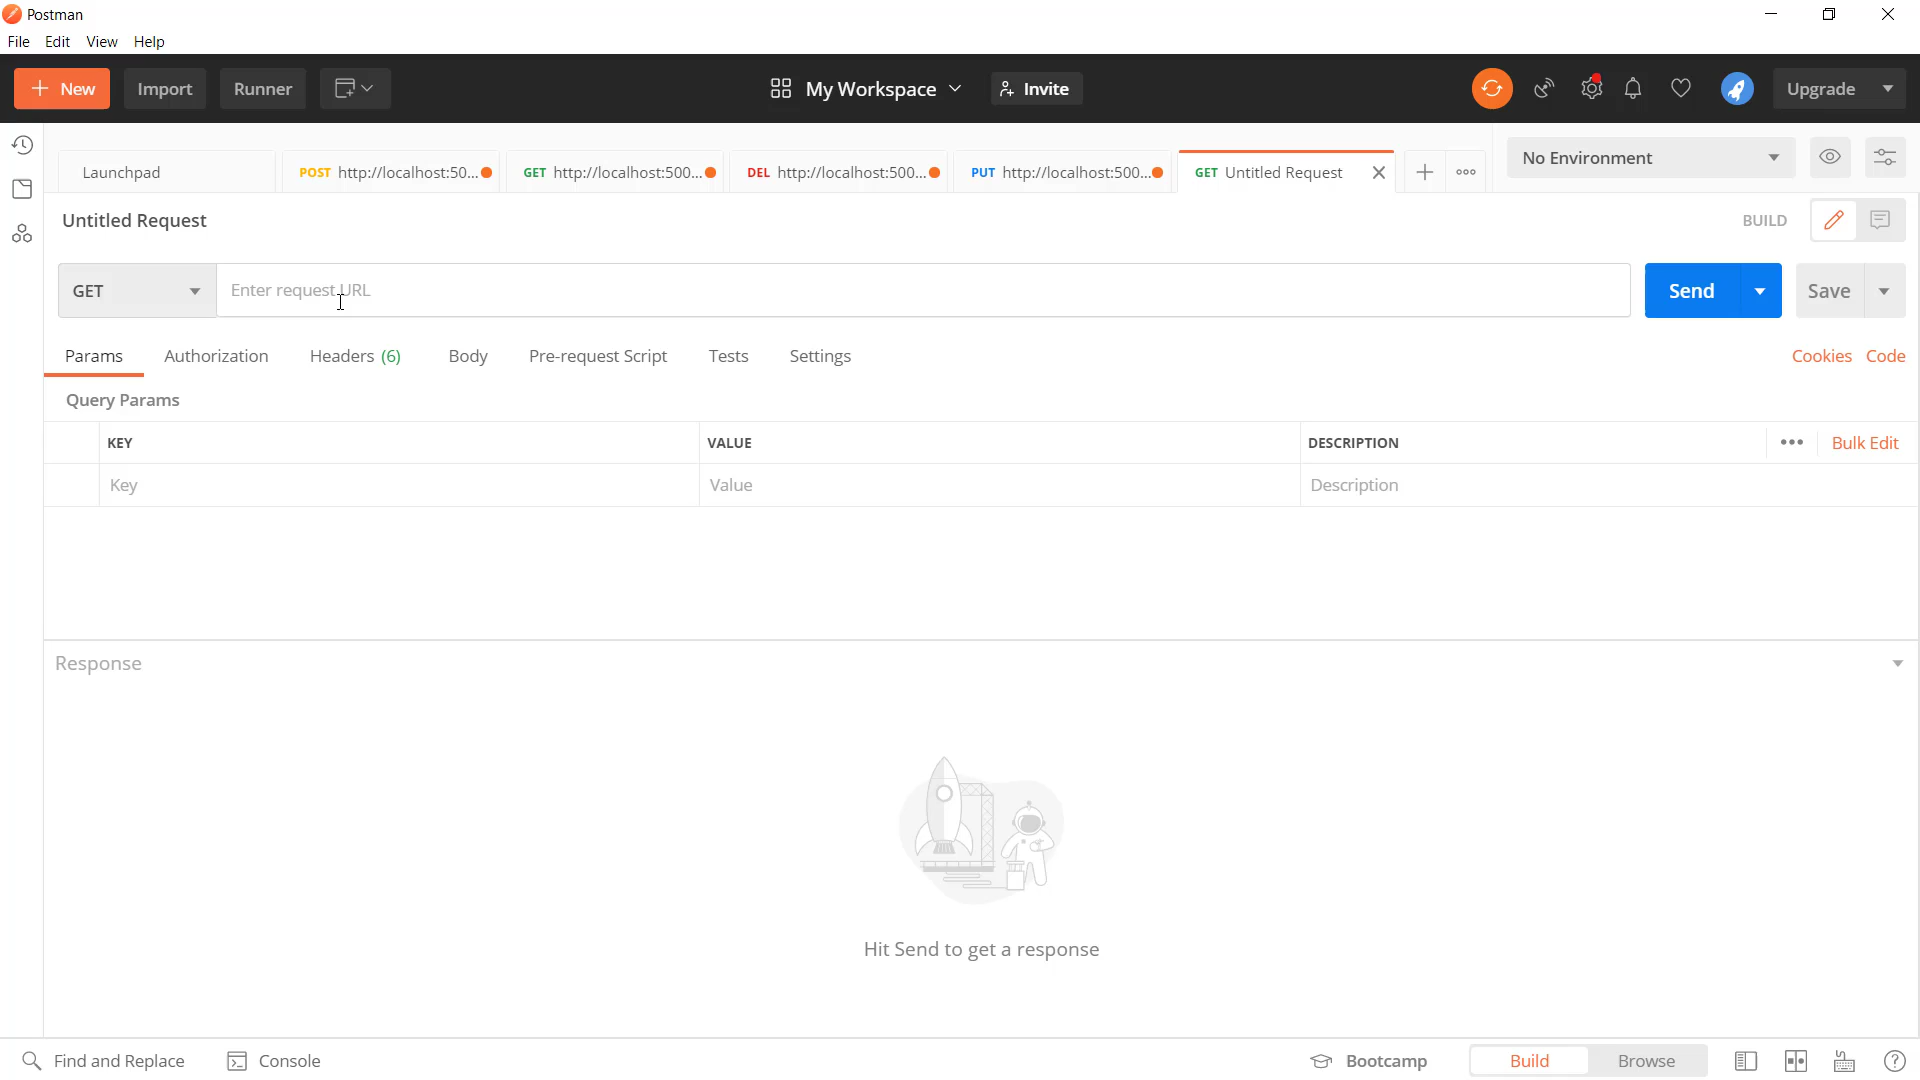 Postman
File Edit View Help
New Import Runner My Workspace Invite Upgrade
Launchpad POST http://localhost:50... GET http://localhost:500... DEL http://localhost:500... PUT http://localhost:500... GET Untitled Request No Environment
Untitled Request BUILD
GET Enter request URL Send Save
Params Authorization Headers (6) Body Pre-request Script Tests Settings Cookies Code
Query Params
KEY VALUE DESCRIPTION Bulk Edit
Key Value Description
Response
Hit Send to get a response
Find and Replace Console Bootcamp Build Browse